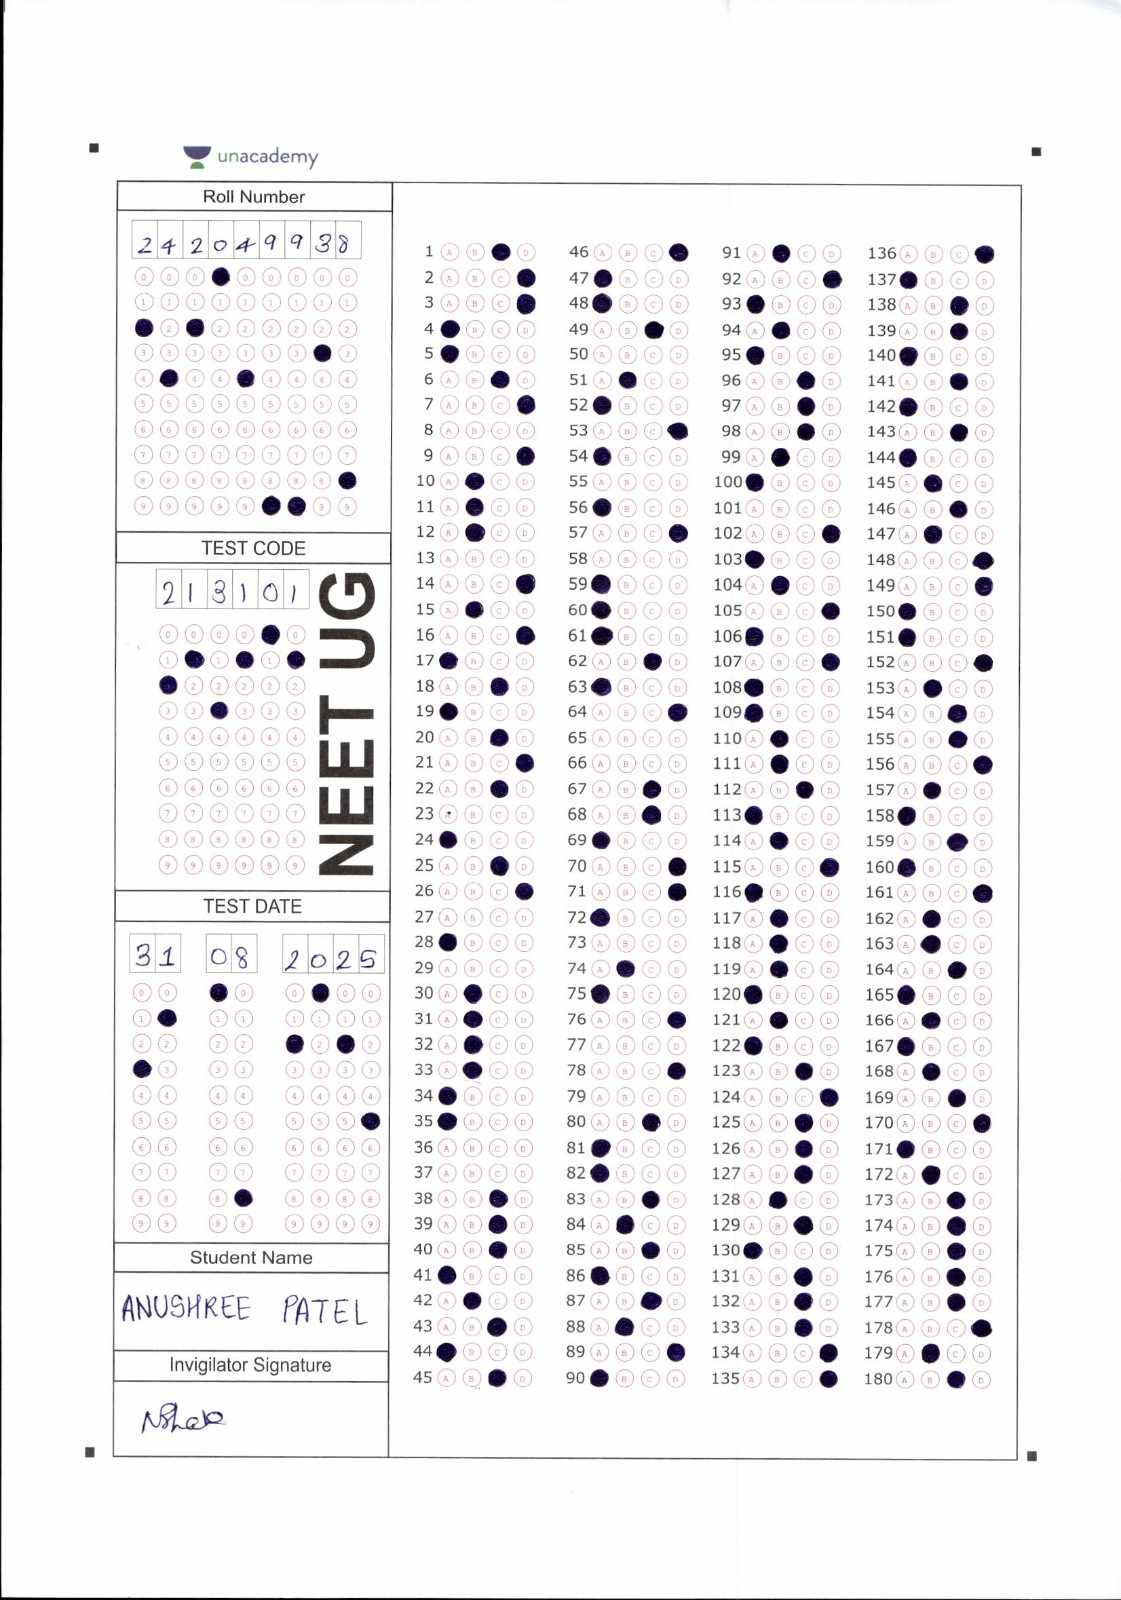 unacademy
Roll Number
2 4 2 0 4 9 9 3 8
TEST CODE
2 1 3 1 0 1
NEET UG
TEST DATE
3 1 0 8 2 0 2 5
Student Name
ANUSHREE PATEL
Invigilator Signature
1 A B D 46 A B C 91 A C D 136 A B C
2 A B C 47 B C D 92 A B C 137 B C D
3 A B C 48 B C D 93 B C D 138 A B D
4 B C D 49 A B D 94 A C D 139 A B D
5 B C D 50 A B C D 95 B C D 140 B C D
6 A B D 51 A C D 96 A B D 141 A B D
7 A B C 52 B C D 97 A B D 142 B C D
8 A B C D 53 A B C 98 A B D 143 A B D
9 A B C 54 B C D 99 A C D 144 B C D
10 A C D 55 A B C D 100 B C D 145 A C D
11 A C D 56 B C D 101 A B C D 146 A B D
12 A C D 57 A B C 102 A B C 147 A C D
13 A B C D 58 A B C D 103 B C D 148 A B C
14 A B C 59 B C D 104 A C D 149 A B C
15 A C D 60 B C D 105 A B C 150 B C D
16 A B C 61 B C D 106 B C D 151 B C D
17 B C D 62 A B D 107 A B C 152 A B C
18 A B D 63 B C D 108 B C D 153 A C D
19 B C D 64 A B C 109 B C D 154 A B D
20 A B D 65 A B C D 110 A C D 155 A B D
21 A B C 66 A B C D 111 A C D 156 A B C
22 A B D 67 A B D 112 A B D 157 A C D
23 B C D 68 A B D 113 B C D 158 B C D
24 B C D 69 B C D 114 A C D 159 A B D
25 A B D 70 A B C 115 A B C 160 B C D
26 A B C 71 A B C 116 B C D 161 A B C
27 A B C D 72 B C D 117 A C D 162 A C D
28 B C D 73 A B C D 118 A C D 163 A C D
29 A B C D 74 A C D 119 A C D 164 A B D
30 A C D 75 B C D 120 B C D 165 B C D
31 A C D 76 A B C 121 A C D 166 A C D
32 A C D 77 A B C D 122 B C D 167 B C D
33 A C D 78 A B C 123 A B D 168 A C D
34 B C D 79 A B C D 124 A B C 169 A B D
35 B C D 80 A B D 125 A B D 170 A B C
36 A B C D 81 B C D 126 A B D 171 B C D
37 A B C D 82 B C D 127 A B D 172 A C D
38 A B D 83 A B D 128 A C D 173 A B D
39 A B D 84 A C D 129 A B D 174 A B D
40 A B D 85 A B D 130 B C D 175 A B D
41 B C D 86 B C D 131 A B D 176 A B D
42 A C D 87 A B D 132 A B D 177 A B D
43 A B D 88 A C D 133 A B D 178 A B C
44 B C D 89 A B C 134 A B C 179 A C D
45 A B D 90 B C D 135 A B C 180 A B D